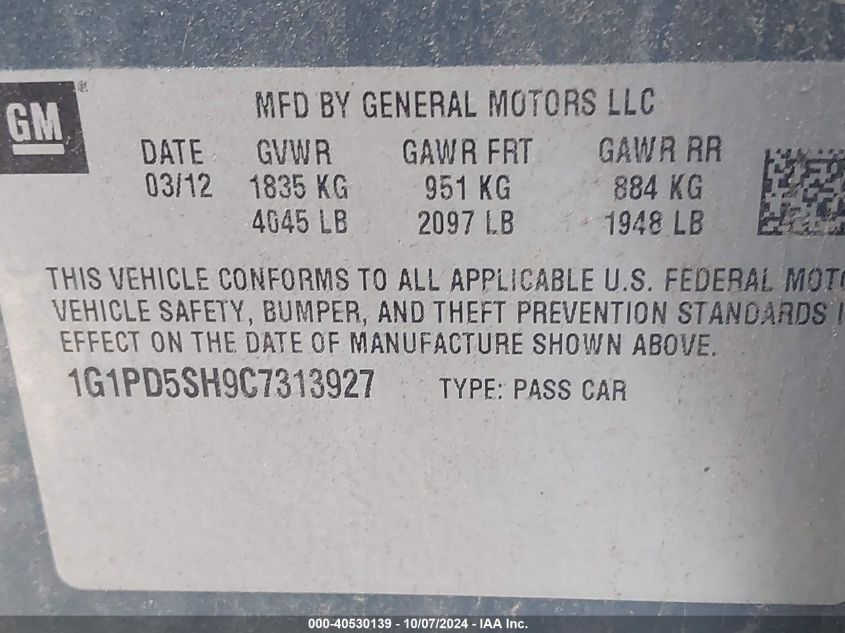 GM®
MFD BY GENERAL MOTORS LLC
DATE GVWR GAWR FRT GAWR RR
03/12 1835 KG 951 KG 884 KG
4045 LB 2097 LB 1948 LB
THIS VEHICLE CONFORMS TO ALL APPLICABLE U.S. FEDERAL
VEHICLE SAFETY, BUMPER, AND THEFT PREVENTION STANDARDS
EFFECT ON THE DATE OF MANUFACTURE SHOWN ABOVE.
1G1PD5SH9C7313927 TYPE: PASS CAR
000-40530139 - 10/07/2024 - IAA Inc.